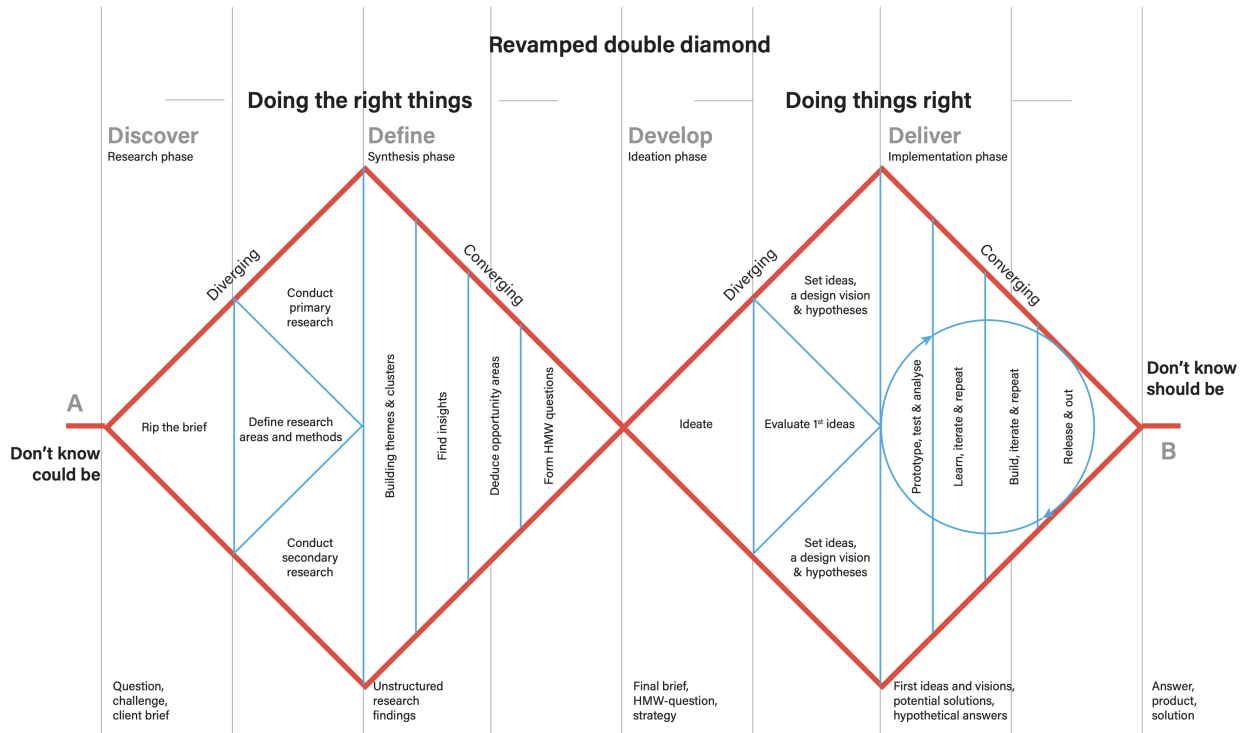 Revamped double diamond
Doing the right things
Doing things right
Discover
Research phase
Define
Synthesis phase
Develop
Ideation phase
Deliver
Implementation phase
A
Don’t know
could be
Diverging
Rip the brief
Conduct
primary
research
Define research
areas and methods
Conduct
secondary
research
Converging
Building themes & clusters
Find insights
Deduce opportunity areas
Form HMW questions
Diverging
Ideate
Set ideas,
a design vision
& hypotheses
Evaluate 1st ideas
Set ideas,
a design vision
& hypotheses
Converging
Prototype, test & analyse
Learn, iterate & repeat
Build, iterate & repeat
Release & out
Don’t know
should be
B
Question,
challenge,
client brief
Unstructured
research
findings
Final brief,
HMW-question,
strategy
First ideas and visions,
potential solutions,
hypothetical answers
Answer,
product,
solution